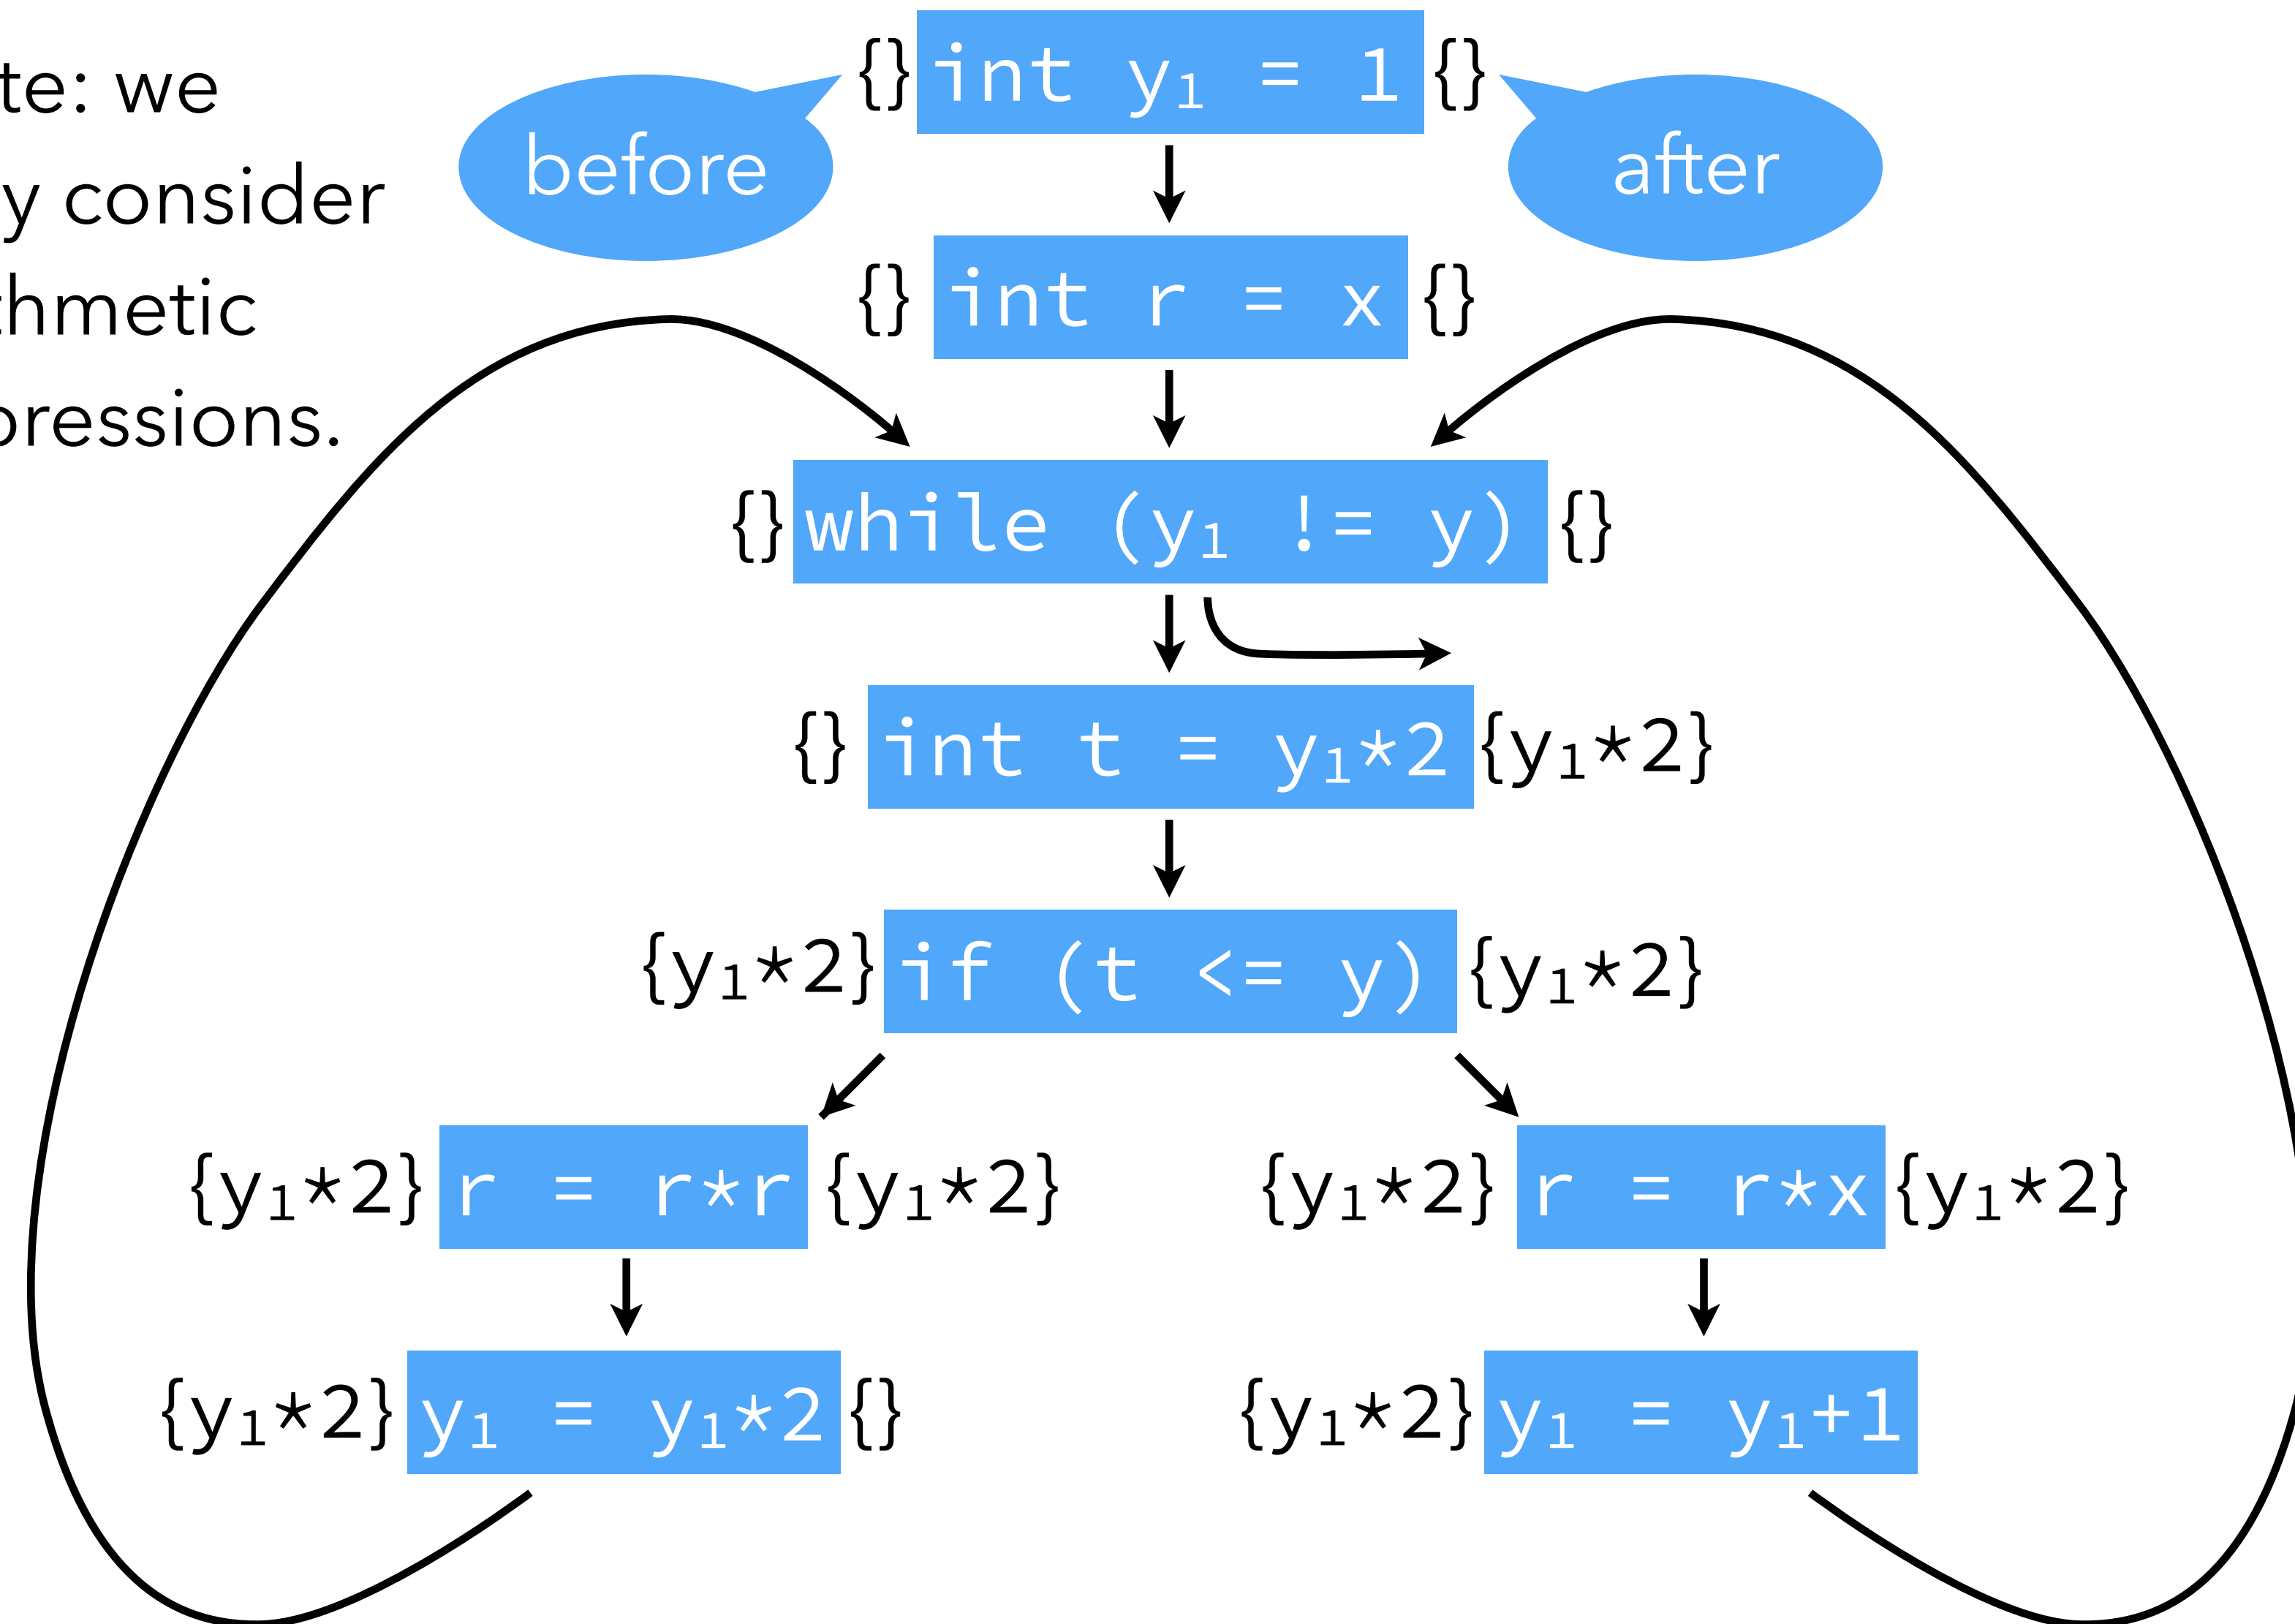 {} int y₁ = 1 {}
te: we
y consider
hmetic
ressions.
before
after
{} int r = x {}
{} while (y₁ != y) {}
{} int t = y₁*2 {y₁*2}
{y₁*2} if (t <= y) {y₁*2}
{y₁*2} r = r*r {y₁*2}
{y₁*2} r = r*x {y₁*2}
{y₁*2} y₁ = y₁*2 {}
{y₁*2} y₁ = y₁+1